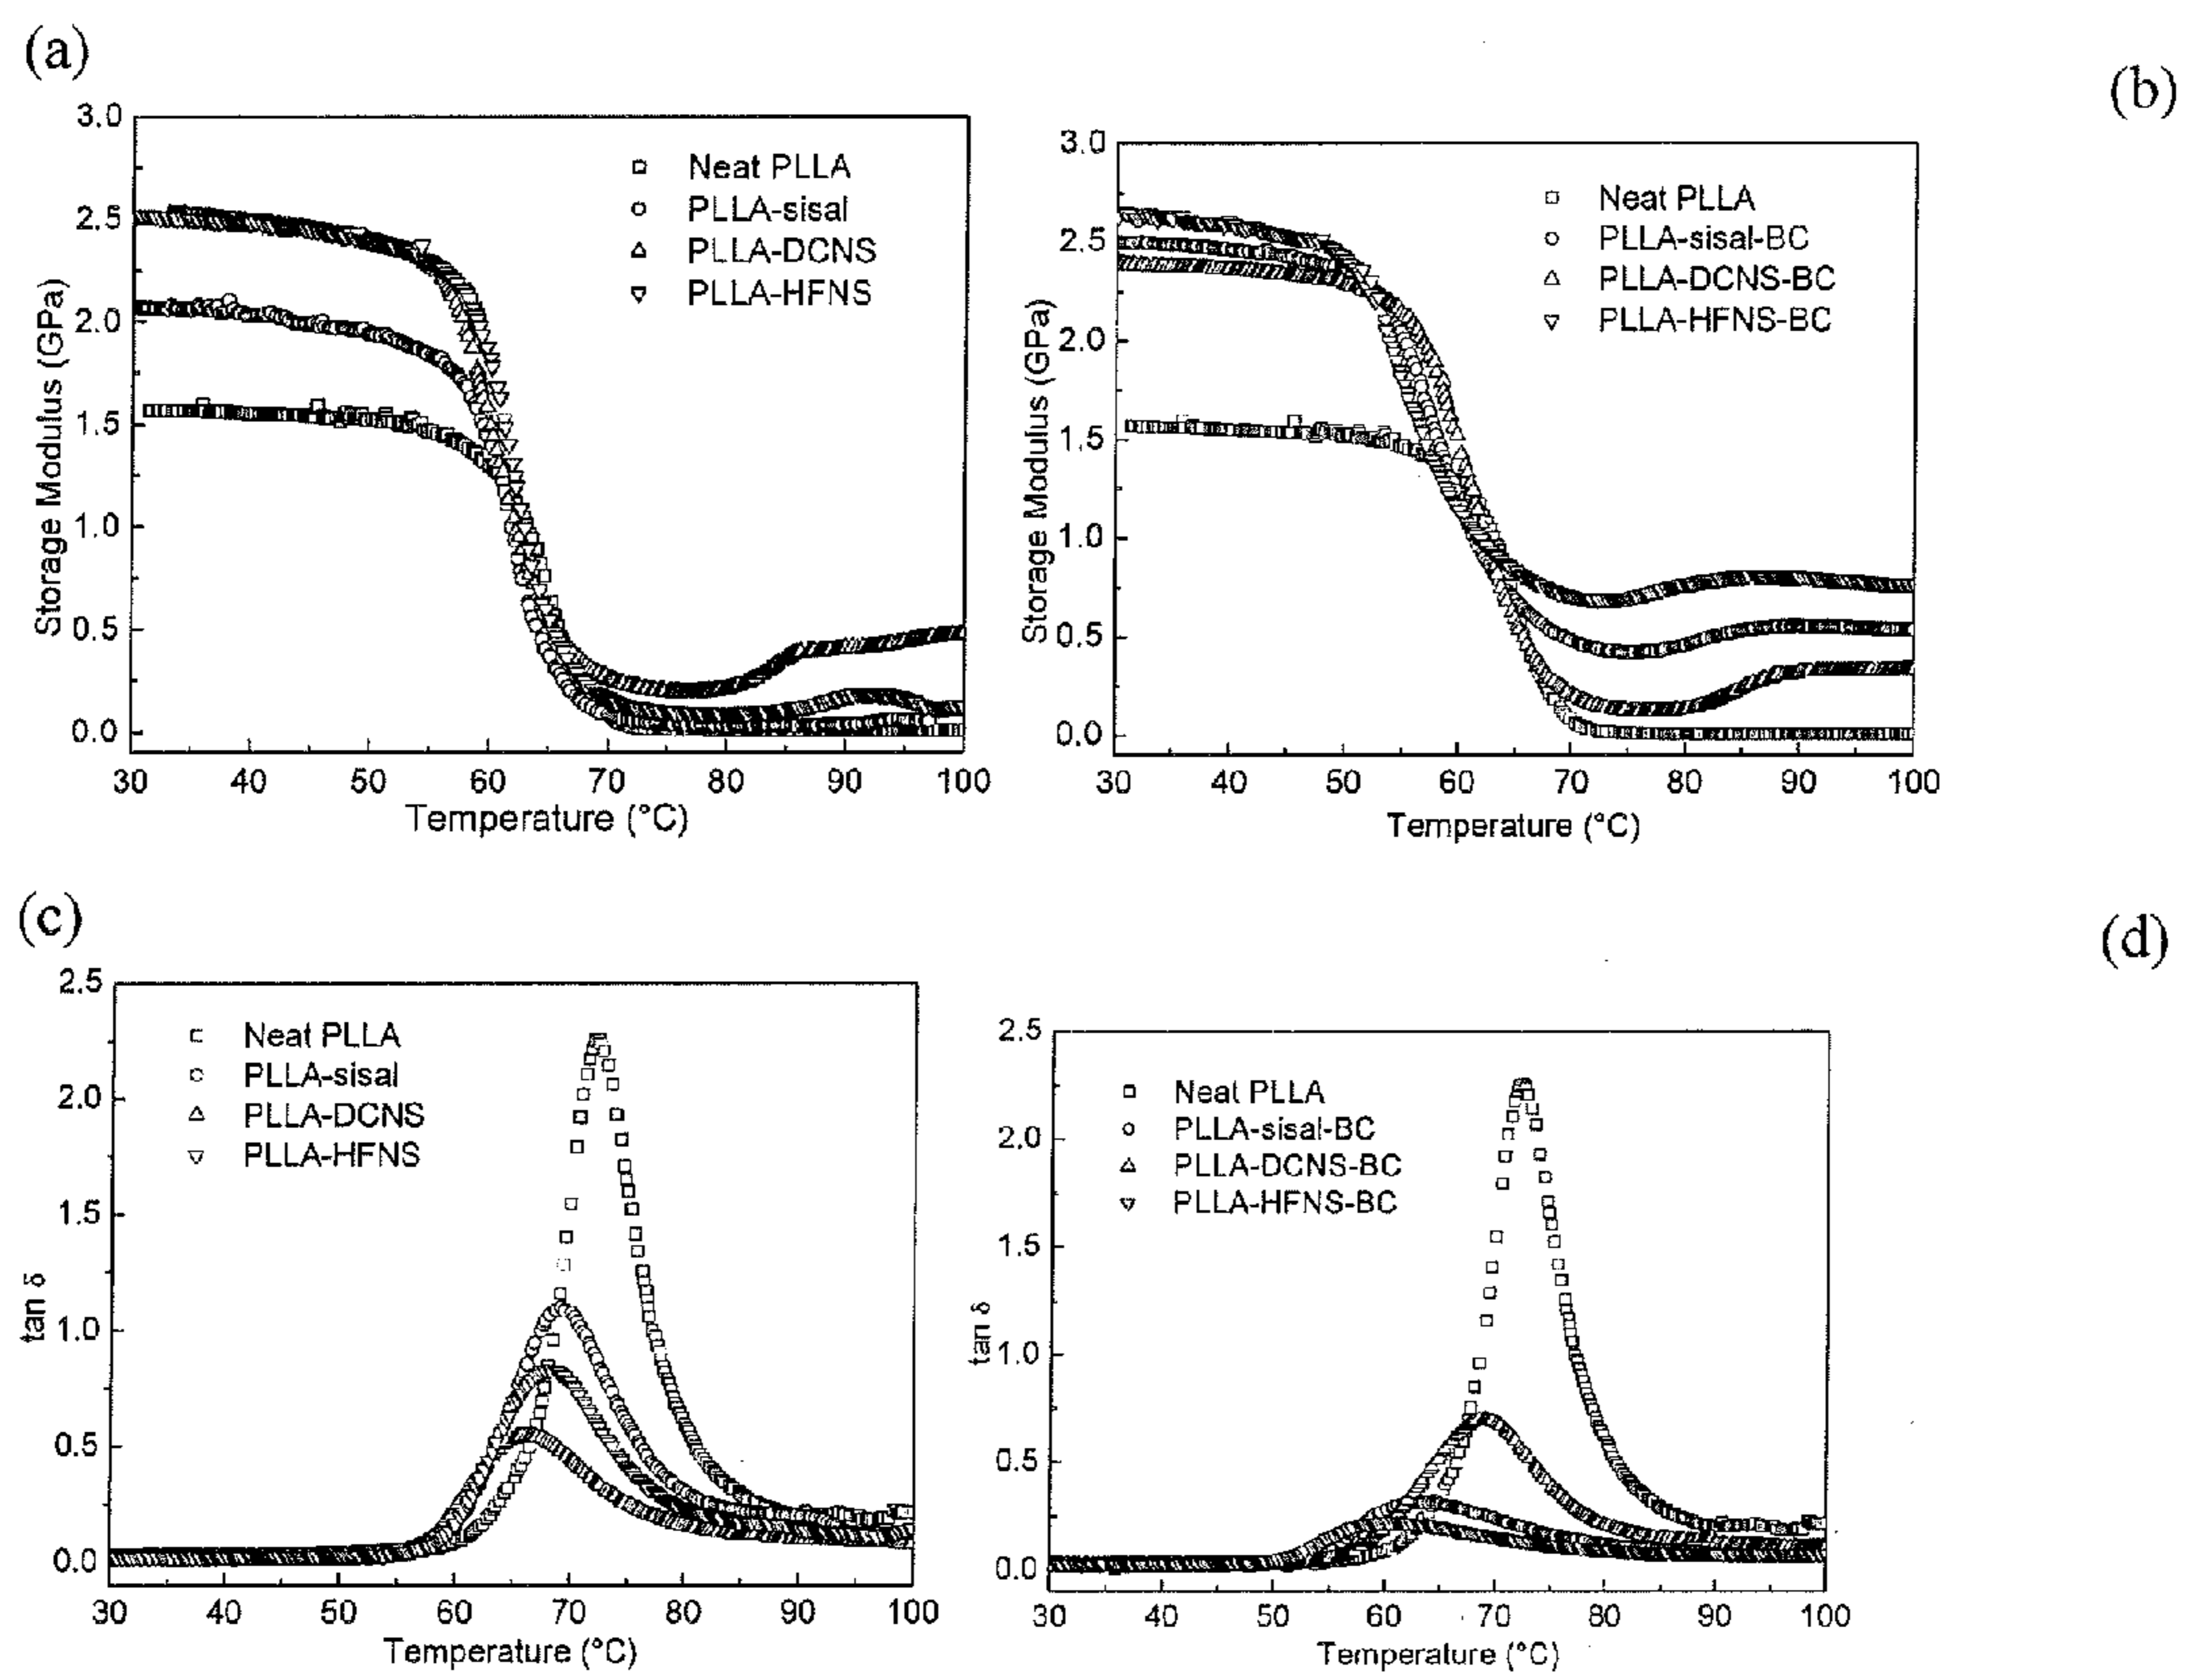 (a)
3.0
2.5
2.0
1.5
1.0
0.5
0.0
Storage Modulus (GPa)
Neat PLLA
PLLA-sisal
PLLA-DCNS
PLLA-HFNS
30 40 50 60 70 80 90 100
Temperature (°C)
(b)
3.0
2.5
2.0
1.5
1.0
0.5
0.0
Storage Modulus (GPa)
Neat PLLA
PLLA-sisal-BC
PLLA-DCNS-BC
PLLA-HFNS-BC
30 40 50 60 70 80 90 100
Temperature (°C)
(c)
2.5
2.0
1.5
1.0
0.5
0.0
tan δ
Neat PLLA
PLLA-sisal
PLLA-DCNS
PLLA-HFNS
30 40 50 60 70 80 90 100
Temperature (°C)
(d)
2.5
2.0
1.5
1.0
0.5
0.0
tan δ
Neat PLLA
PLLA-sisal-BC
PLLA-DCNS-BC
PLLA-HFNS-BC
30 40 50 60 70 80 90 100
Temperature (°C)